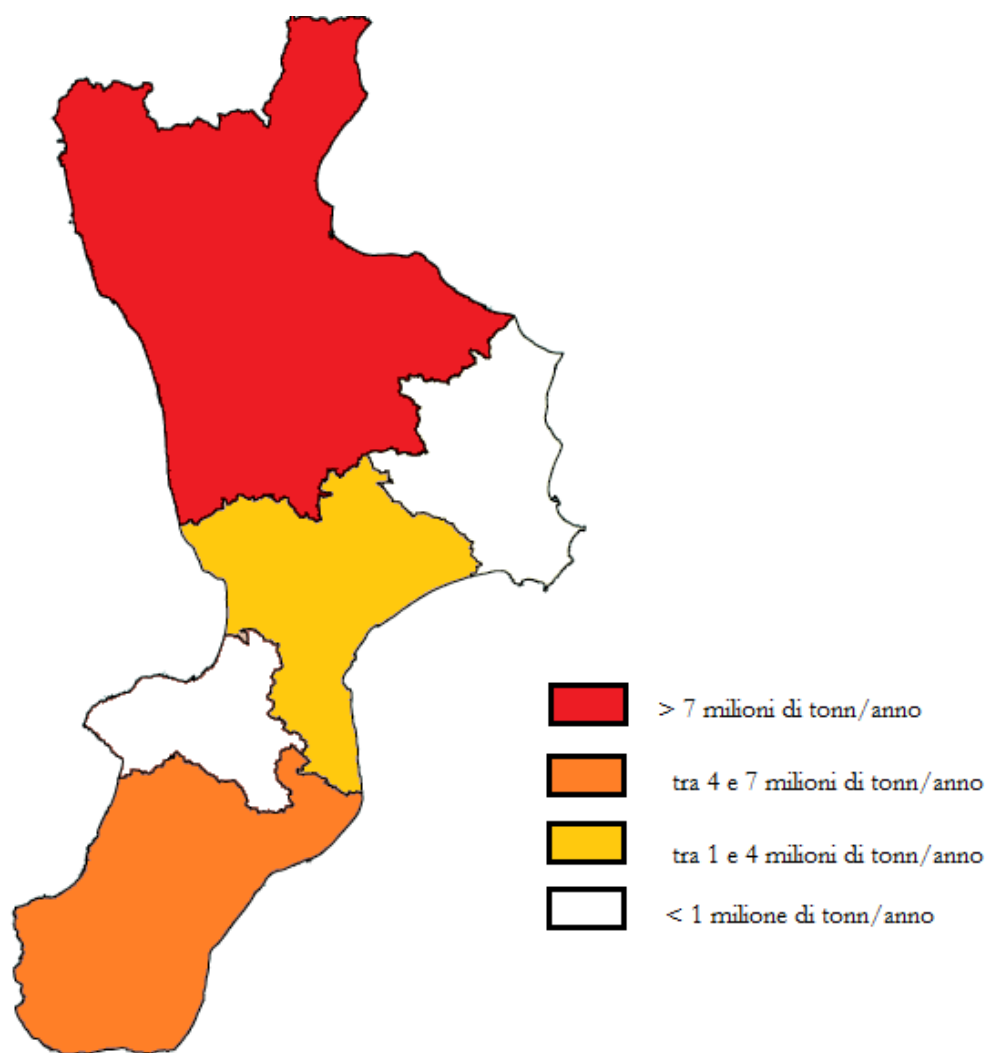 > 7 milioni di tonn/anno
tra 4 e 7 milioni di tonn/anno
tra 1 e 4 milioni di tonn/anno
< 1 milione di tonn/anno